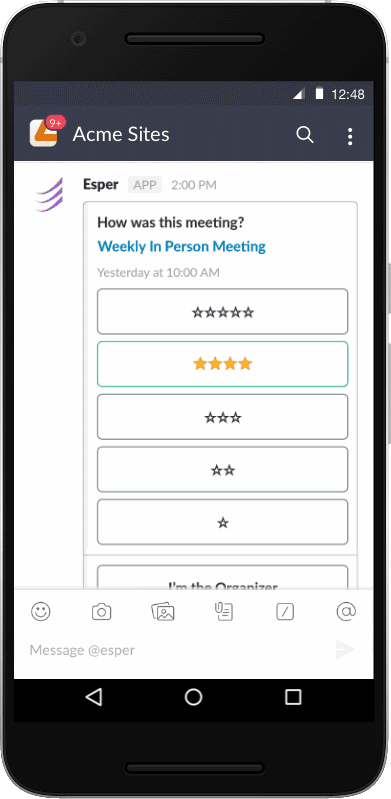 12:48
9+
Acme Sites
Esper APP 2:00 PM
How was this meeting?
Weekly In Person Meeting
Yesterday at 10:00 AM
I'm the Organizer
Message @esper